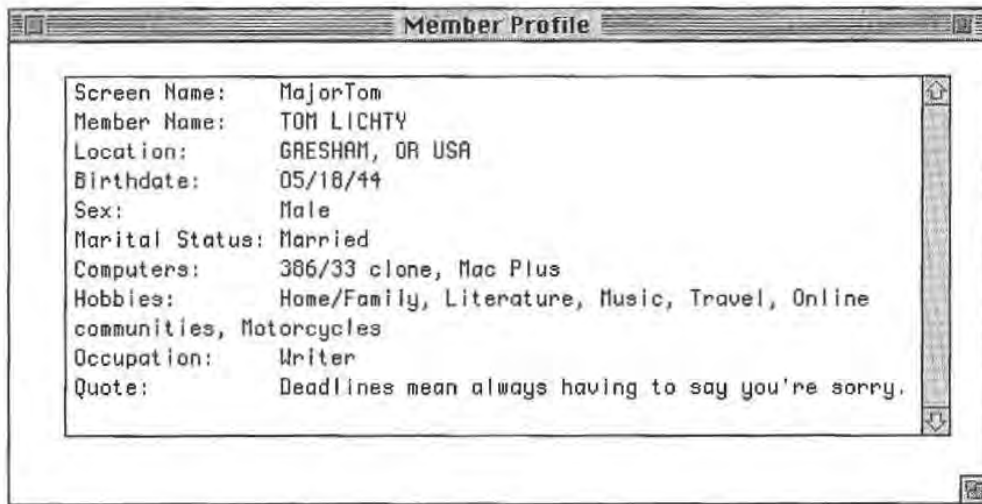 Member Profile
Screen Name: MajorTom
Member Name: TOM LICHTY
Location: GRESHAM, OR USA
Birthdate: 05/18/44
Sex: Male
Marital Status: Married
Computers: 386/33 clone, Mac Plus
Hobbies: Home/Family, Literature, Music, Travel, Online
communities, Motorcycles
Occupation: Writer
Quote: Deadlines mean always having to say you're sorry.